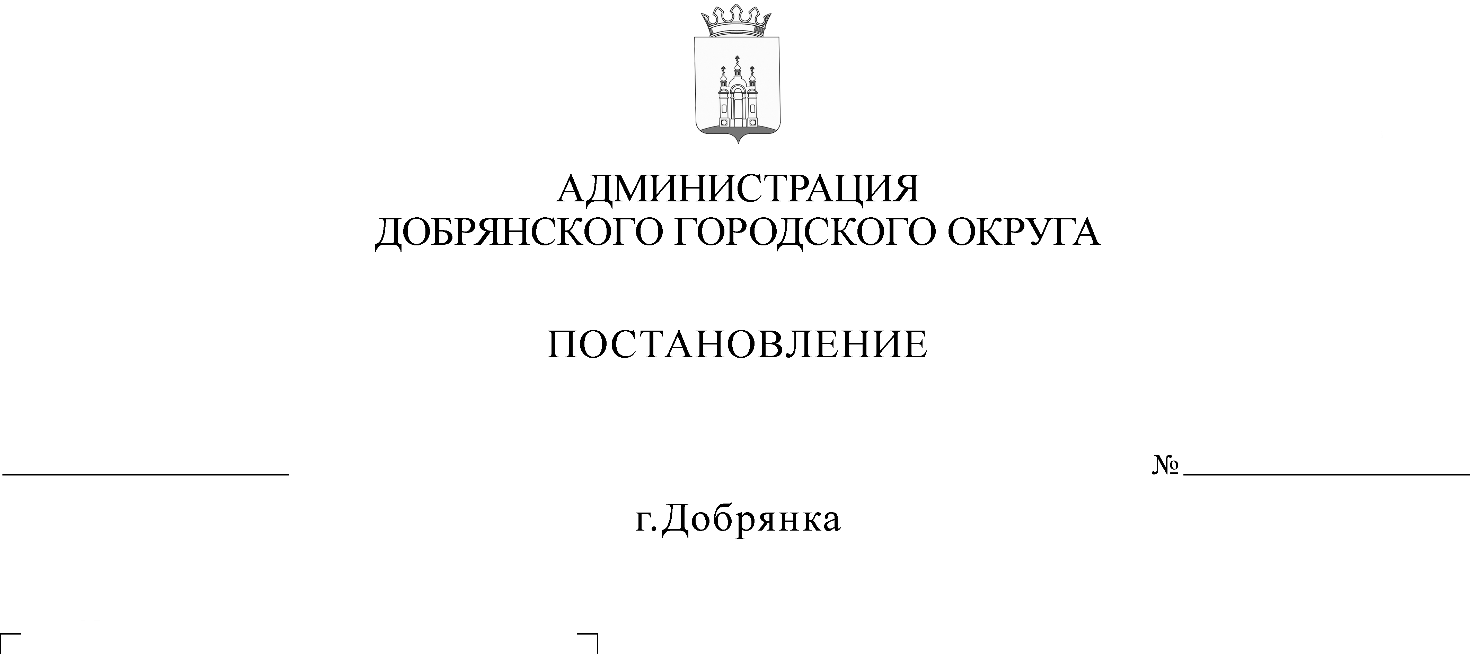 АДМИНИСТРАЦИЯ
ДОБРЯНСКОГО ГОРОДСКОГО ОКРУГА
ПОСТАНОВЛЕНИЕ
№
г.Добрянка